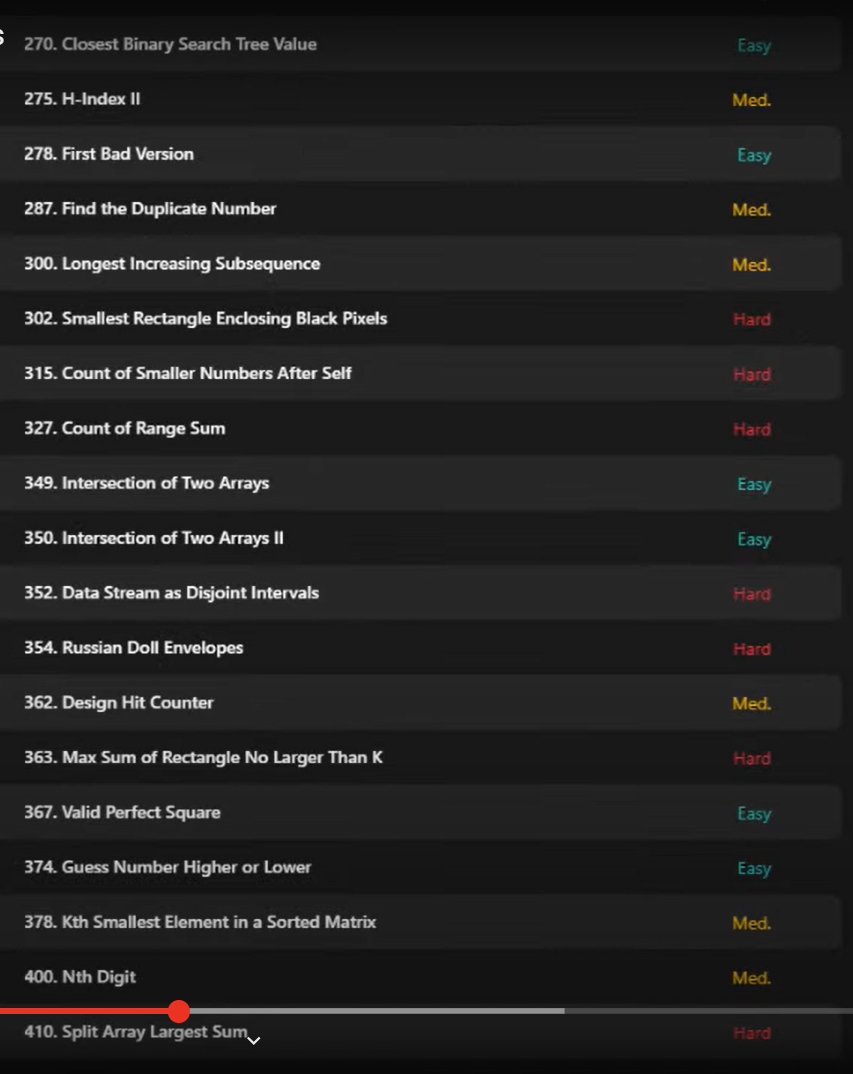 s
270. Closest Binary Search Tree Value Easy
275. H-Index II Med.
278. First Bad Version Easy
287. Find the Duplicate Number Med.
300. Longest Increasing Subsequence Med.
302. Smallest Rectangle Enclosing Black Pixels Hard
315. Count of Smaller Numbers After Self Hard
327. Count of Range Sum Hard
349. Intersection of Two Arrays Easy
350. Intersection of Two Arrays II Easy
352. Data Stream as Disjoint Intervals Hard
354. Russian Doll Envelopes Hard
362. Design Hit Counter Med.
363. Max Sum of Rectangle No Larger Than K Hard
367. Valid Perfect Square Easy
374. Guess Number Higher or Lower Easy
378. Kth Smallest Element in a Sorted Matrix Med.
400. Nth Digit Med.
410. Split Array Largest Sum Hard